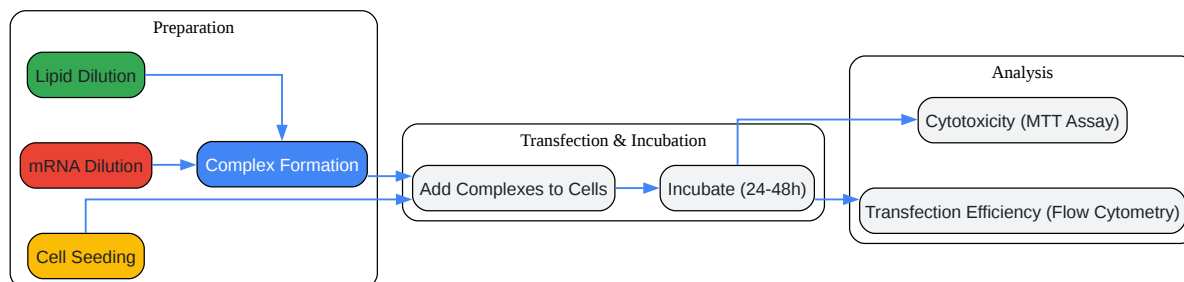 Preparation
Lipid Dilution
mRNA Dilution
Complex Formation
Cell Seeding
Transfection & Incubation
Add Complexes to Cells
Incubate (24-48h)
Analysis
Cytotoxicity (MTT Assay)
Transfection Efficiency (Flow Cytometry)